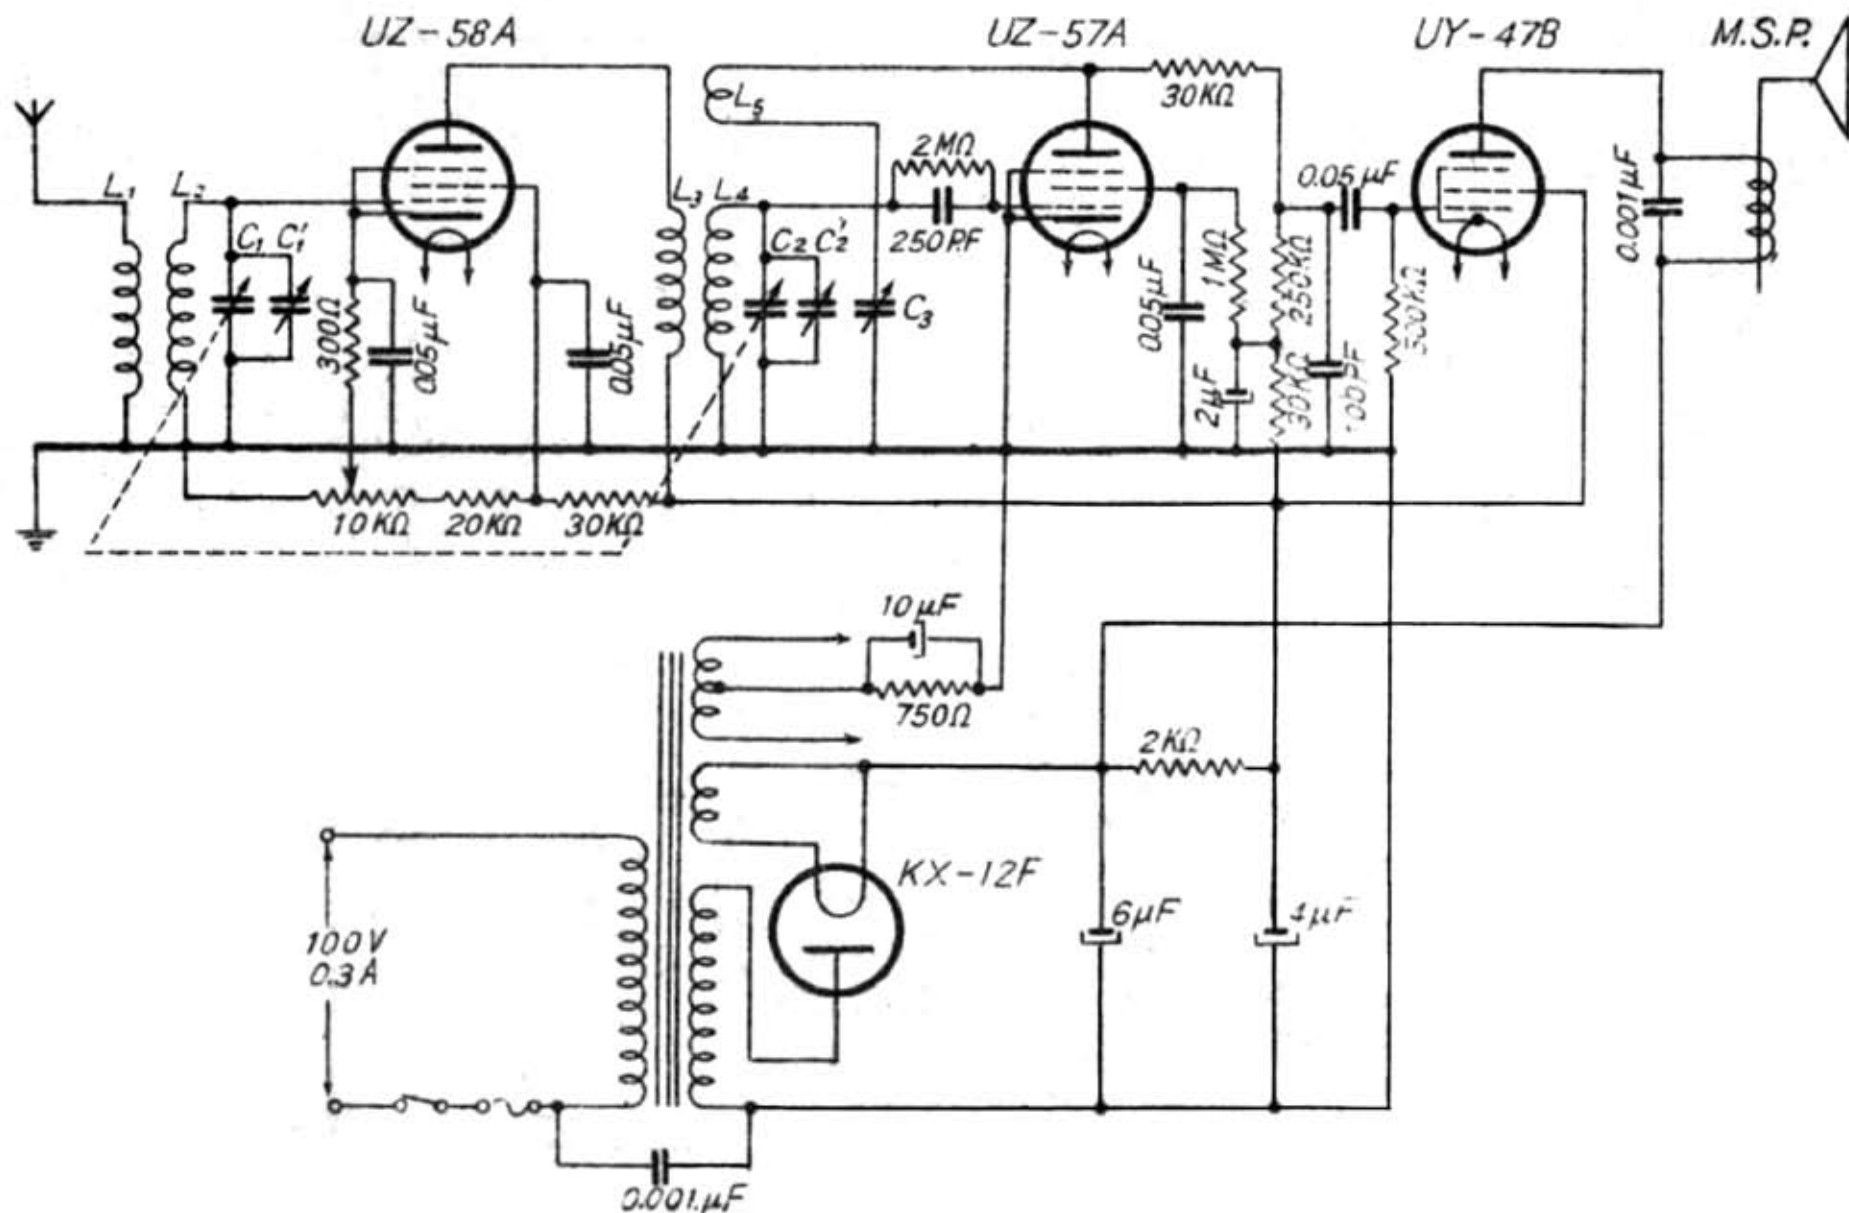 UZ-58A
UZ-57A
UY-47B
M.S.P.
L5
30KΩ
2MΩ
0.05μF
0.001μF
L1
L2
L3
L4
C1 C1'
C2 C2'
250P.F
1MΩ
250KΩ
C3
300Ω
0.05μF
0.05μF
0.05μF
2μF
30KΩ
100PF
500KΩ
10KΩ
20KΩ
30KΩ
10μF
750Ω
2KΩ
KX-12F
100V
0.3A
6μF
4μF
0.001μF